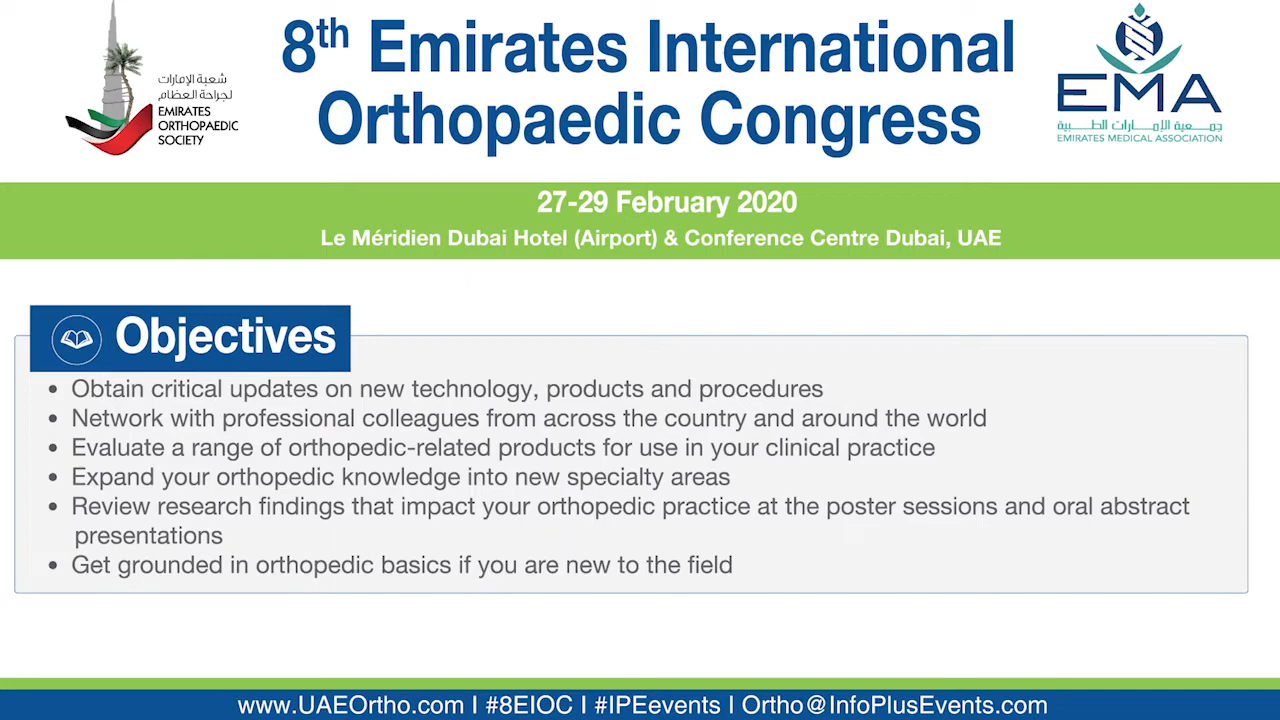 8th Emirates International
Orthopaedic Congress
شعبة الإمارات
لجراحة العظام
EMIRATES
ORTHOPAEDIC
SOCIETY
EMA
جمعية الإمارات الطبية
EMIRATES MEDICAL ASSOCIATION
27-29 February 2020
Le Méridien Dubai Hotel (Airport) & Conference Centre Dubai, UAE
Objectives
• Obtain critical updates on new technology, products and procedures
• Network with professional colleagues from across the country and around the world
• Evaluate a range of orthopedic-related products for use in your clinical practice
• Expand your orthopedic knowledge into new specialty areas
• Review research findings that impact your orthopedic practice at the poster sessions and oral abstract
presentations
• Get grounded in orthopedic basics if you are new to the field
www.UAEOrtho.com I #8EIOC I #IPEevents I Ortho@InfoPlusEvents.com